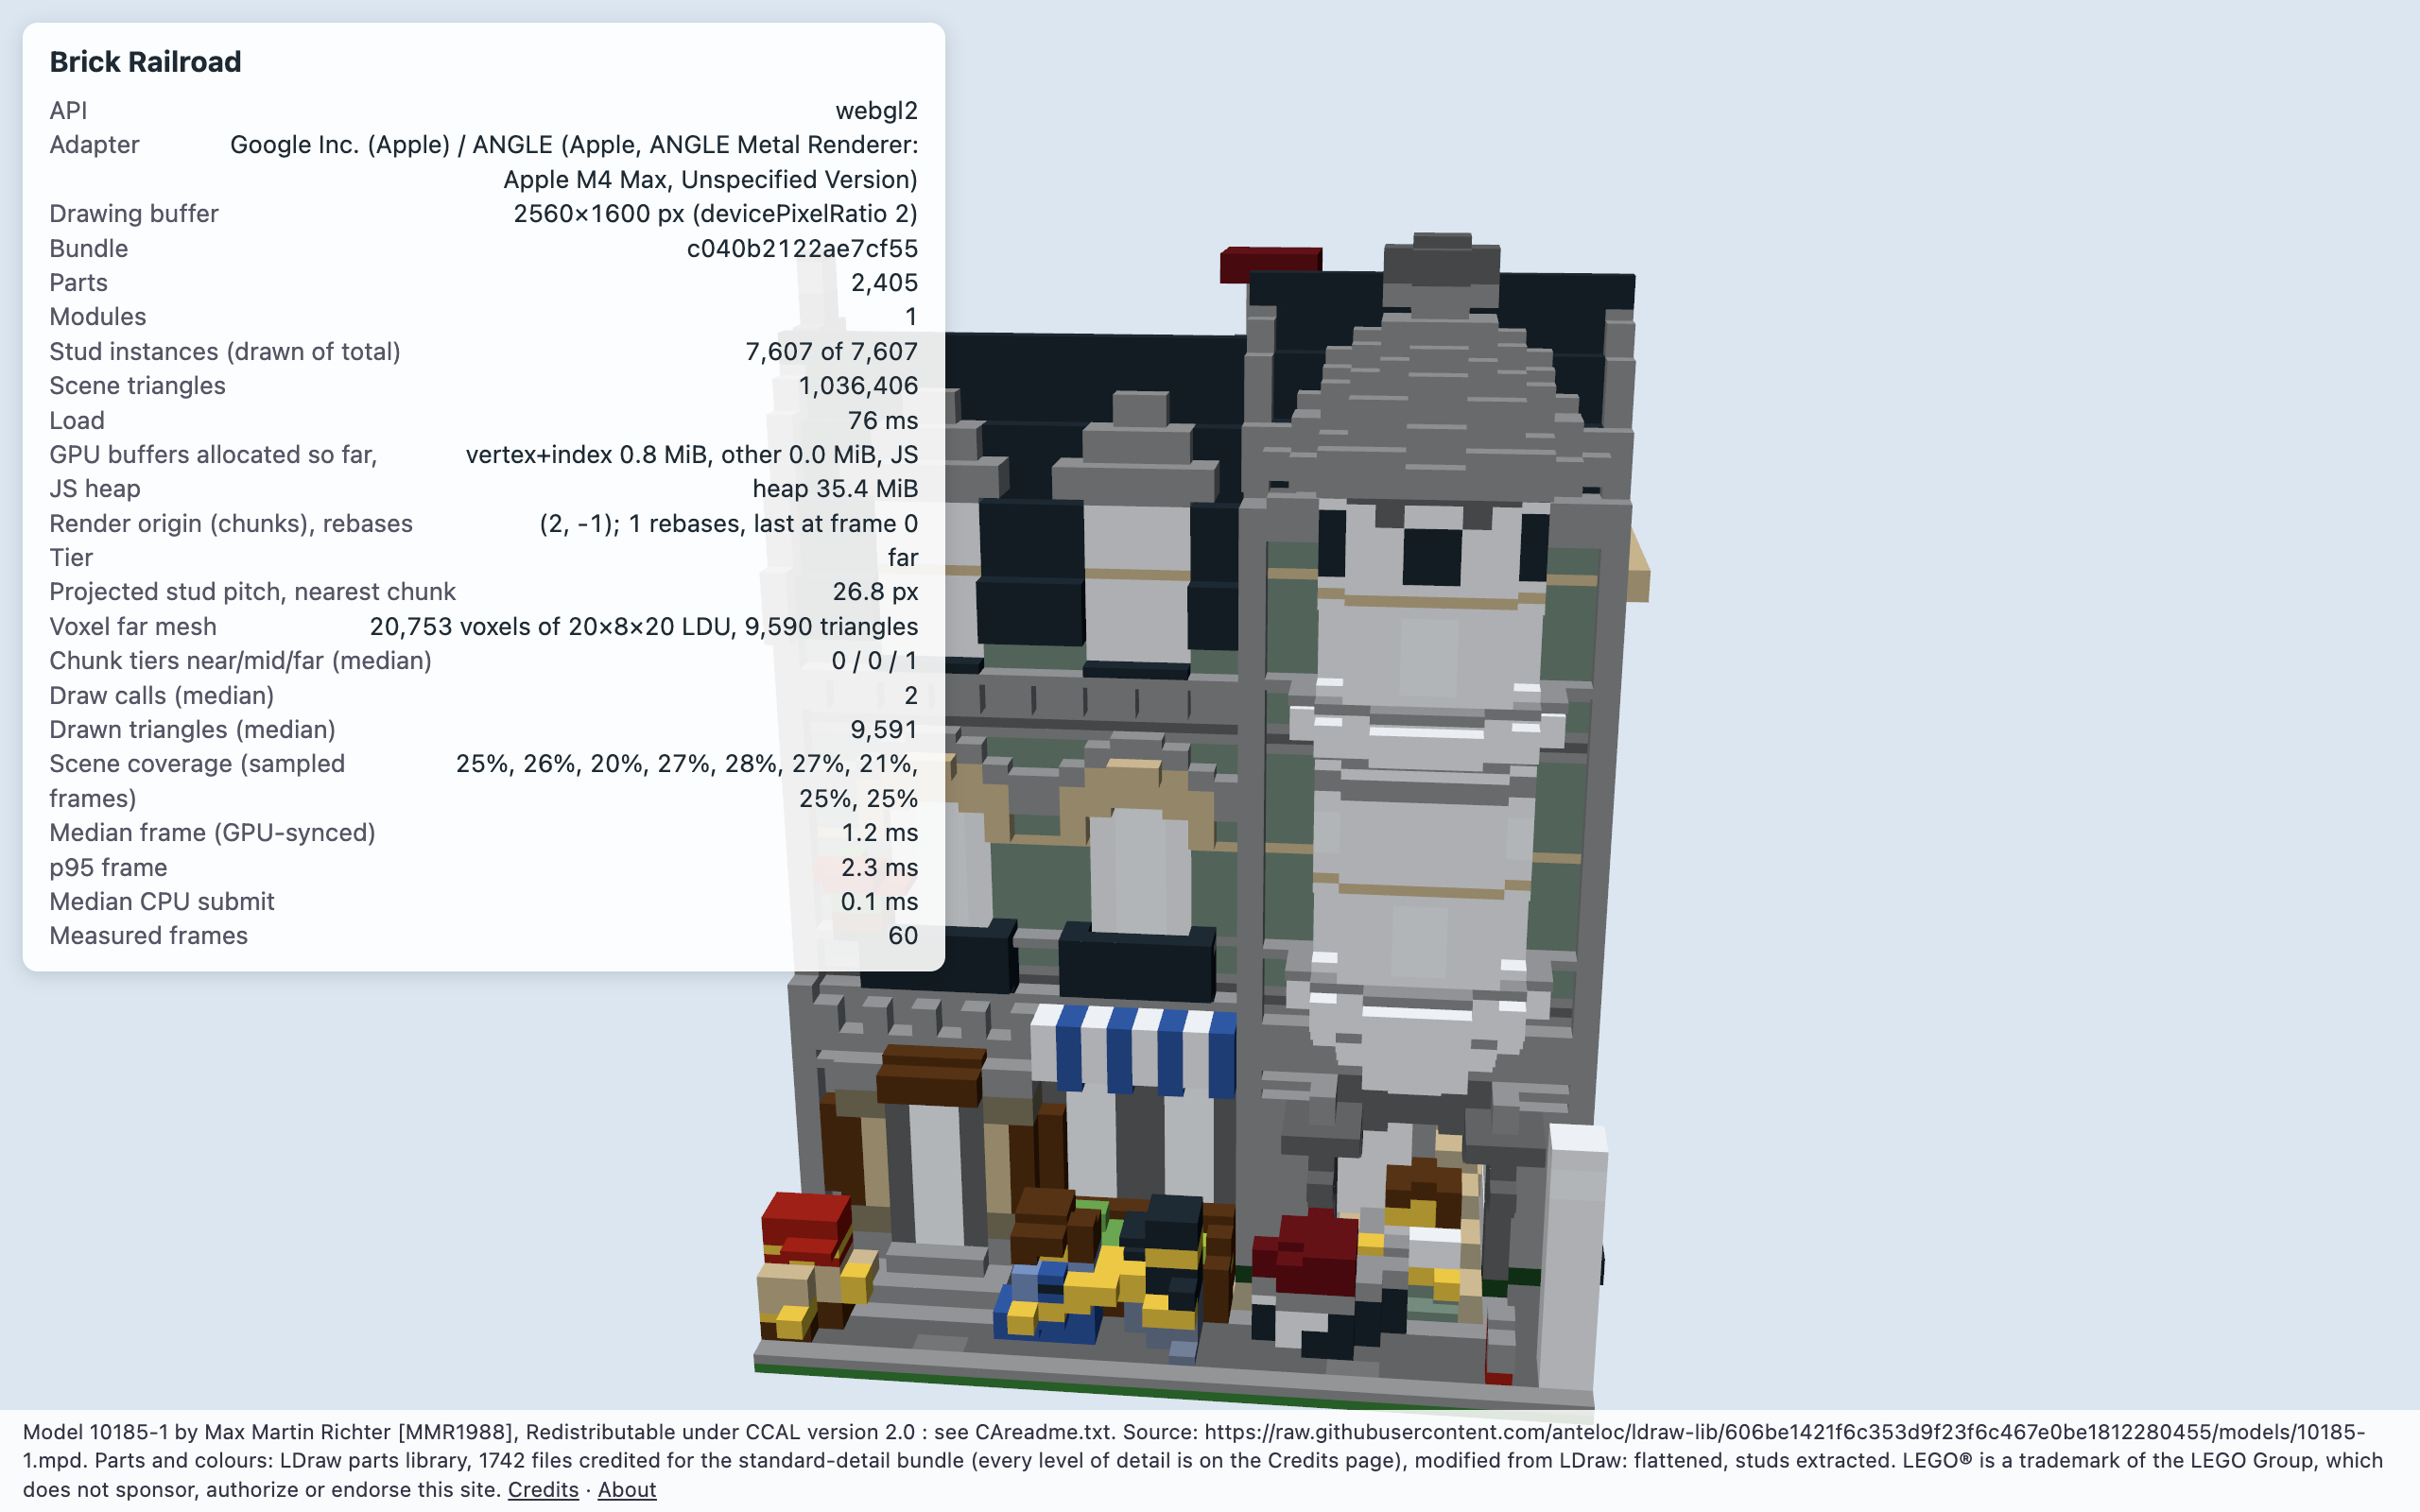 Brick Railroad
API webgl2
Adapter Google Inc. (Apple) / ANGLE (Apple, ANGLE Metal Renderer:
Apple M4 Max, Unspecified Version)
Drawing buffer 2560×1600 px (devicePixelRatio 2)
Bundle c040b2122ae7cf55
Parts 2,405
Modules 1
Stud instances (drawn of total) 7,607 of 7,607
Scene triangles 1,036,406
Load 76 ms
GPU buffers allocated so far, vertex+index 0.8 MiB, other 0.0 MiB, JS
JS heap heap 35.4 MiB
Render origin (chunks), rebases (2, -1); 1 rebases, last at frame 0
Tier far
Projected stud pitch, nearest chunk 26.8 px
Voxel far mesh 20,753 voxels of 20×8×20 LDU, 9,590 triangles
Chunk tiers near/mid/far (median) 0 / 0 / 1
Draw calls (median) 2
Drawn triangles (median) 9,591
Scene coverage (sampled 25%, 26%, 20%, 27%, 28%, 27%, 21%,
frames) 25%, 25%
Median frame (GPU-synced) 1.2 ms
p95 frame 2.3 ms
Median CPU submit 0.1 ms
Measured frames 60
Model 10185-1 by Max Martin Richter [MMR1988], Redistributable under CCAL version 2.0 : see CAreadme.txt. Source: https://raw.githubusercontent.com/anteloc/ldraw-lib/606be1421f6c353d9f23f6c467e0be1812280455/models/10185-
1.mpd. Parts and colours: LDraw parts library, 1742 files credited for the standard-detail bundle (every level of detail is on the Credits page), modified from LDraw: flattened, studs extracted. LEGO® is a trademark of the LEGO Group, which
does not sponsor, authorize or endorse this site. Credits · About